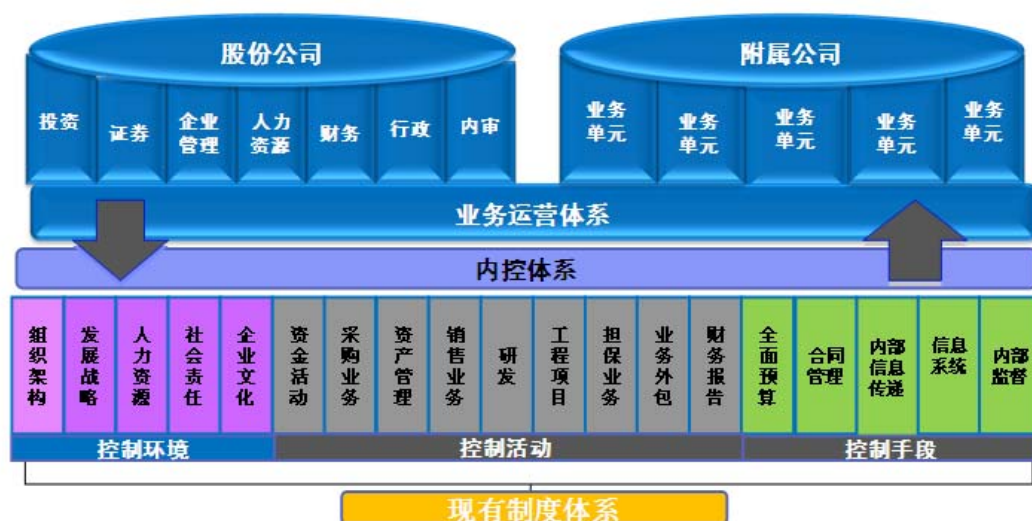 股份公司
附属公司
投资
证券
企业
管理
人力
资源
财务
行政
内审
业务
单元
业务
单元
业务
单元
业务
单元
业务
单元
业务运营体系
内控体系
组织架构
发展战略
人力资源
社会责任
企业文化
资金活动
采购业务
资产管理
销售业务
研发
工程项目
担保业务
业务外包
财务报告
全面预算
合同
管理
内部
信息
传递
信息
系统
内部
监督
控制环境
控制活动
控制手段
现有制度体系